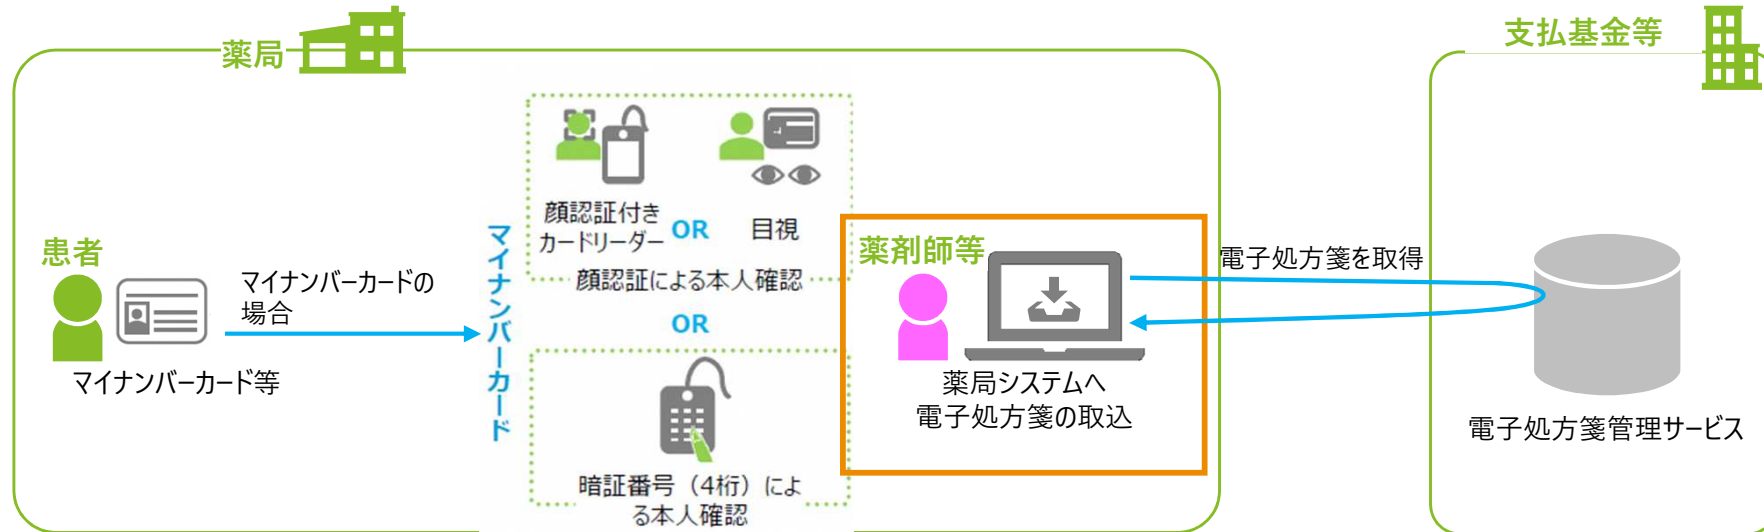 薬局
支払基金等
患者
マイナンバーカードの
場合
マイナンバーカード等
マイナンバーカード
顔認証付き
カードリーダー
OR
目視
顔認証による本人確認
OR
暗証番号（4桁）によ
る本人確認
薬剤師等
薬局システムへ
電子処方箋の取込
電子処方箋を取得
電子処方箋管理サービス